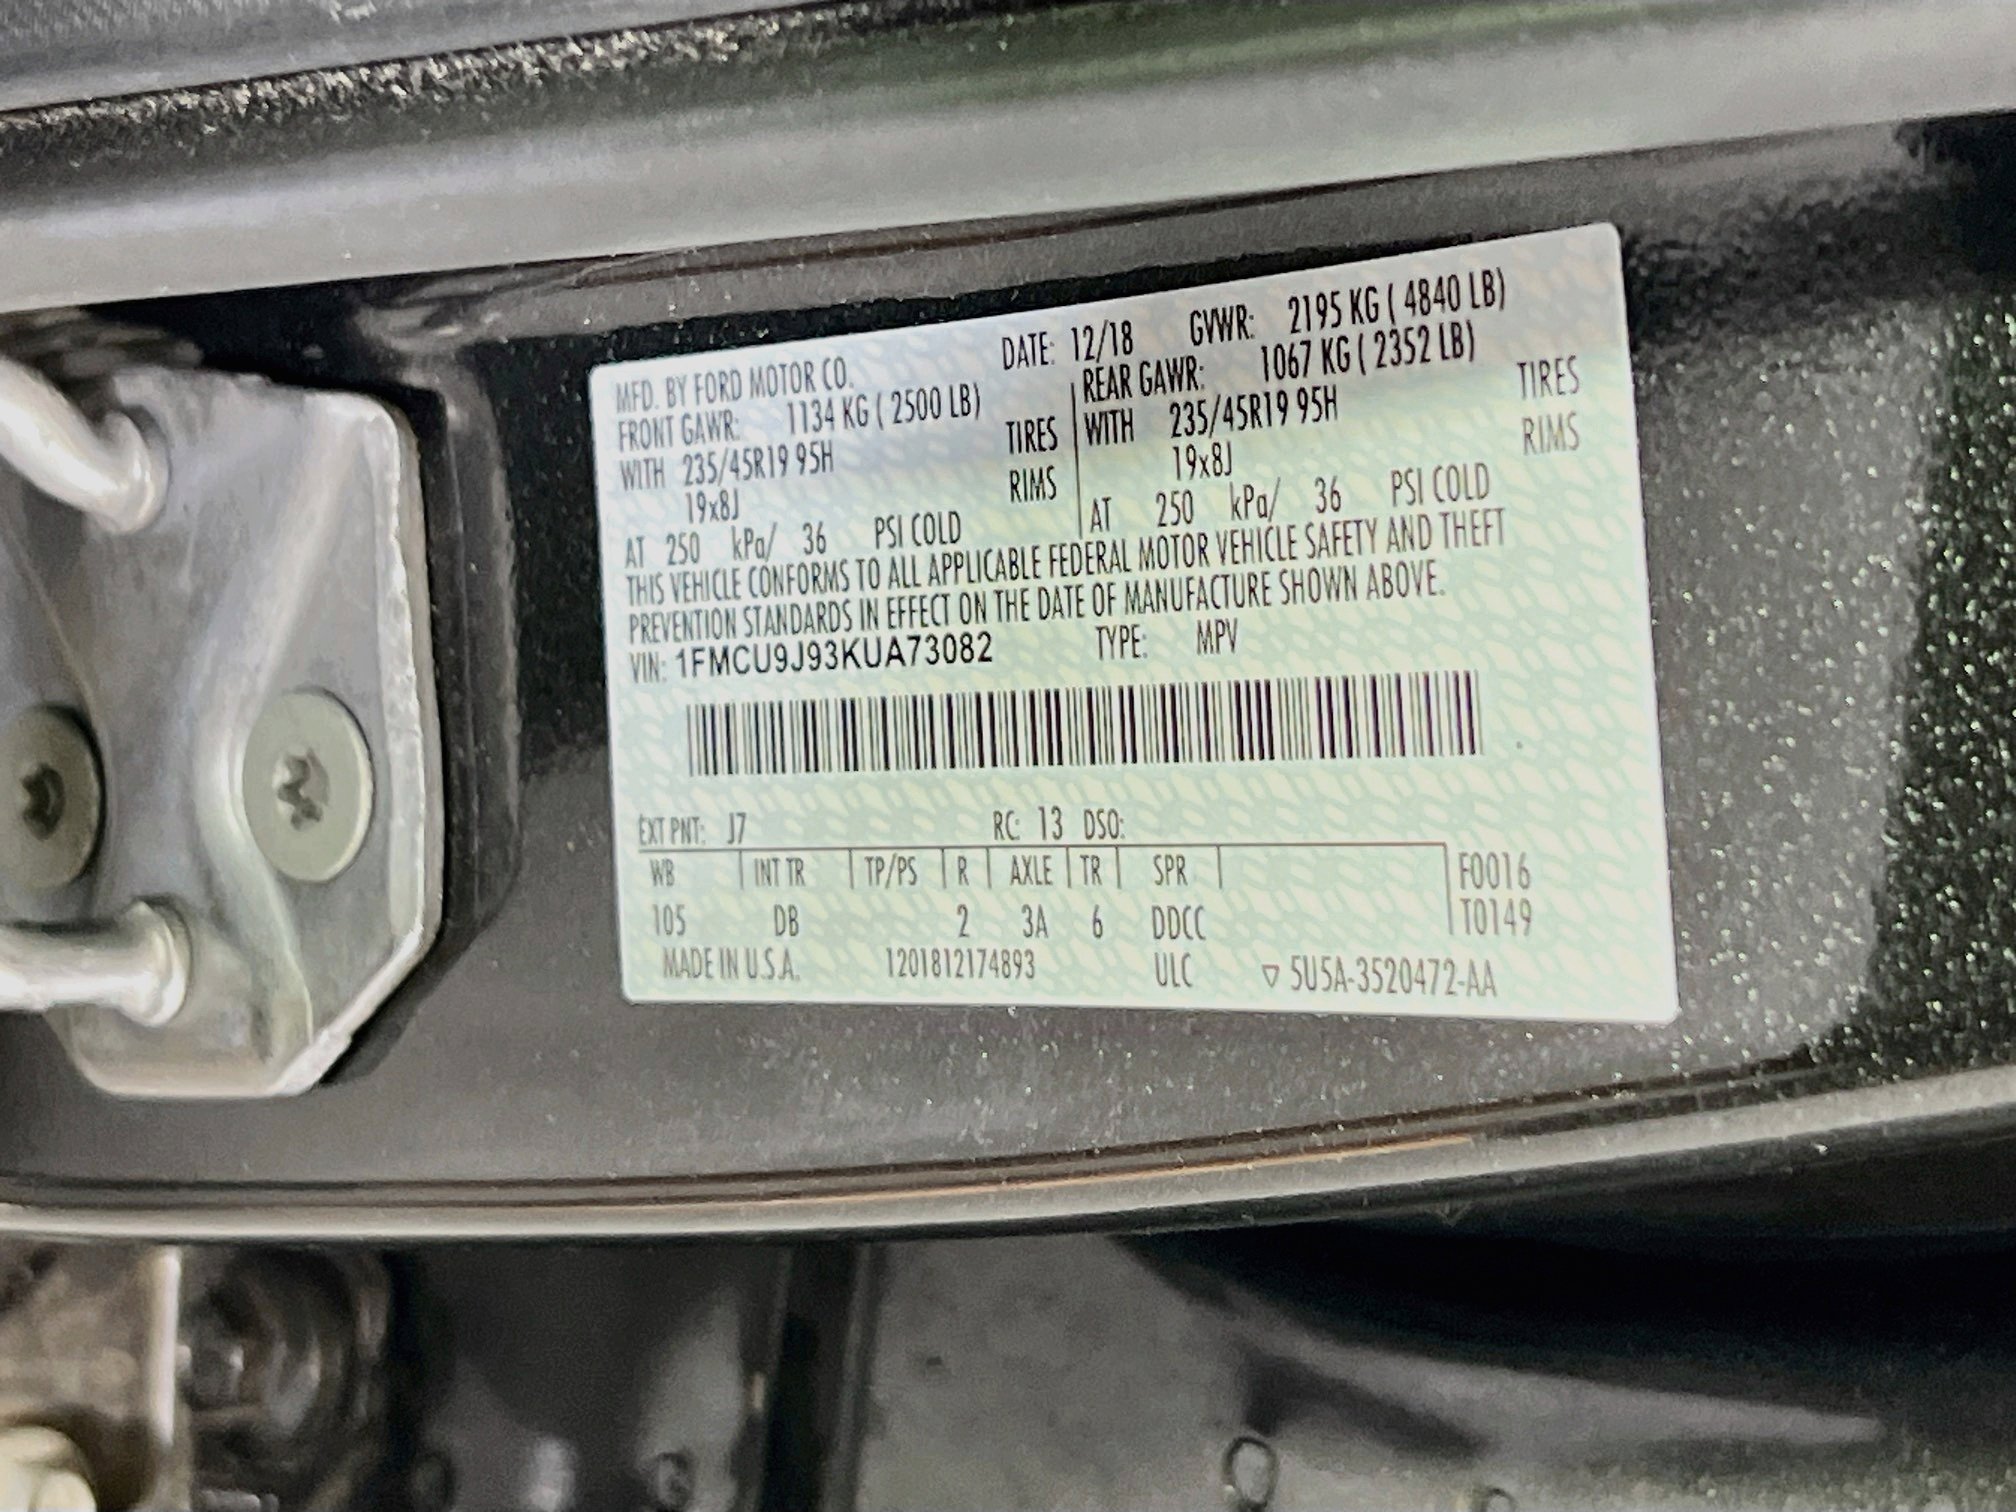 MFD. BY FORD MOTOR CO. DATE: 12/18 GVWR: 2195 KG ( 4840 LB)
FRONT GAWR: 1134 KG ( 2500 LB) REAR GAWR: 1067 KG ( 2352 LB)
WITH 235/45R19 95H TIRES WITH 235/45R19 95H TIRES
19x8J RIMS 19x8J RIMS
AT 250 kPa/ 36 PSI COLD AT 250 kPa/ 36 PSI COLD
THIS VEHICLE CONFORMS TO ALL APPLICABLE FEDERAL MOTOR VEHICLE SAFETY AND THEFT
PREVENTION STANDARDS IN EFFECT ON THE DATE OF MANUFACTURE SHOWN ABOVE.
VIN: 1FMCU9J93KUA73082 TYPE: MPV
EXT PNT: J7 RC: 13 DSO:
WB INT TR TP/PS R AXLE TR SPR F0016
105 DB 2 3A 6 DDCC T0149
MADE IN U.S.A. 1201812174893 ULC ▽ 5U5A-3520472-AA